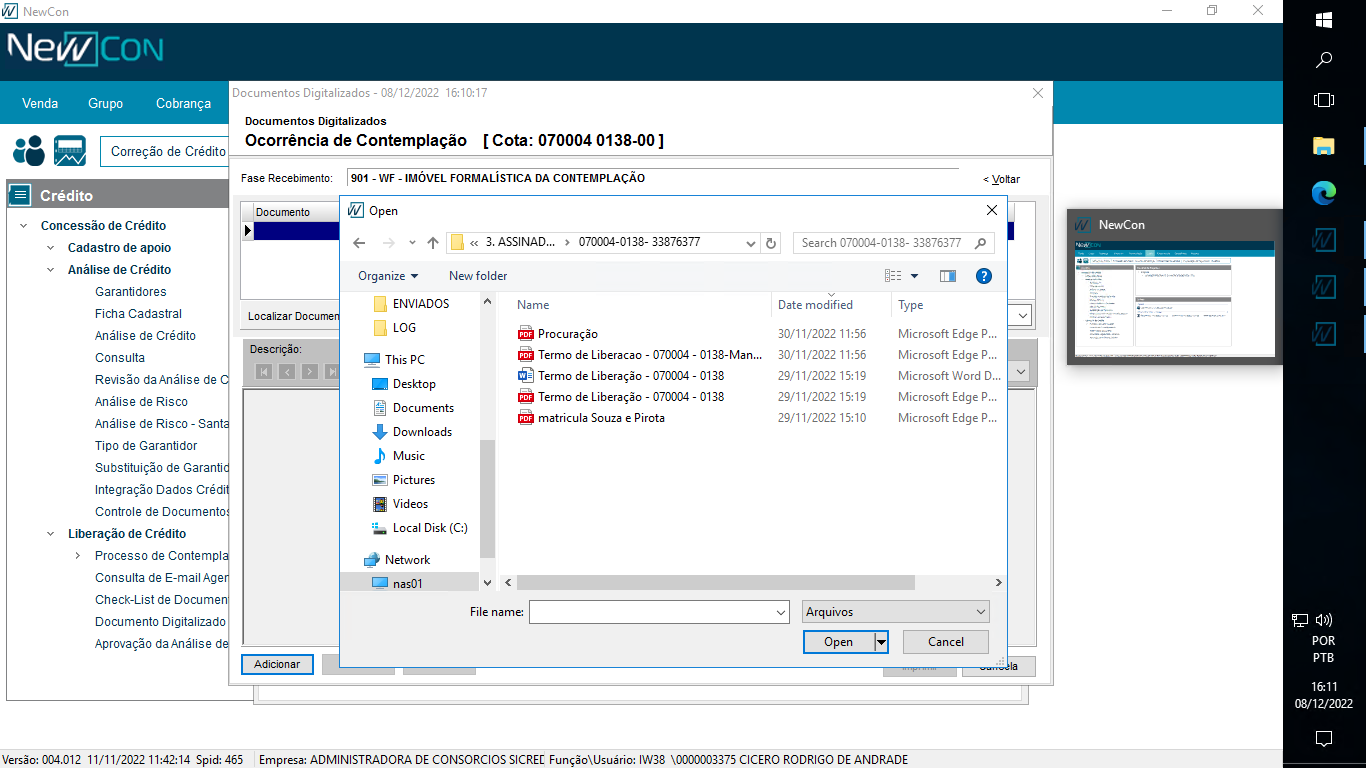 NewCon
NewCon
Venda Grupo Cobrança
Correção de Crédito
Crédito
Concessão de Crédito
Cadastro de apoio
Análise de Crédito
Garantidores
Ficha Cadastral
Análise de Crédito
Consulta
Revisão da Análise de C
Análise de Risco
Análise de Risco - Santa
Tipo de Garantidor
Substituição de Garantid
Integração Dados Crédit
Controle de Documentos
Liberação de Crédito
Processo de Contempla
Consulta de E-mail Agen
Check-List de Documen
Documento Digitalizado
Aprovação da Análise de
Documentos Digitalizados - 08/12/2022 16:10:17
Documentos Digitalizados
Ocorrência de Contemplação [ Cota: 070004 0138-00 ]
Fase Recebimento: 901 - WF - IMÓVEL FORMALÍSTICA DA CONTEMPLAÇÃO
< Voltar
Documento
Localizar Documen
Descrição:
Adicionar
Imprimir
Cancela
Open
« 3. ASSINAD... › 070004-0138- 33876377
Search 070004-0138- 33876377
Organize New folder
ENVIADOS
LOG
This PC
Desktop
Documents
Downloads
Music
Pictures
Videos
Local Disk (C:)
Network
nas01
Name Date modified Type
Procuração 30/11/2022 11:56 Microsoft Edge P...
Termo de Liberacao - 070004 - 0138-Man... 30/11/2022 11:56 Microsoft Edge P...
Termo de Liberação - 070004 - 0138 29/11/2022 15:19 Microsoft Word D...
Termo de Liberação - 070004 - 0138 29/11/2022 15:19 Microsoft Edge P...
matricula Souza e Pirota 29/11/2022 15:10 Microsoft Edge P...
File name:
Arquivos
Open Cancel
NewCon
POR
PTB
16:11
08/12/2022
Versão: 004.012 11/11/2022 11:42:14 Spid: 465 Empresa: ADMINISTRADORA DE CONSORCIOS SICRED Função\Usuário: IW38 \0000003375 CICERO RODRIGO DE ANDRADE